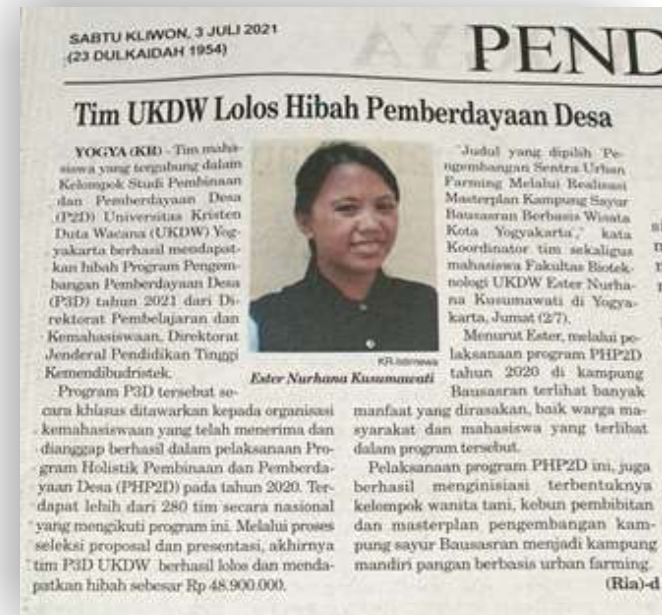 SABTU KLIWON, 3 JULI 2021
(23 DULKAIDAH 1954)
PEND
Tim UKDW Lolos Hibah Pemberdayaan Desa
YOGYA (KR) - Tim maha-
siswa yang tergabung dalam
Kelompok Studi Pembinaan
dan Pemberdayaan Desa
(P2D) Universitas Kristen
Duta Wacana (UKDW) Yog-
yakarta berhasil mendapat-
kan hibah Program Pengem-
bangan Pemberdayaan Desa
(P3D) tahun 2021 dari Di-
rektorat Pembelajaran dan
Kemahasiswaan, Direktorat
Jenderal Pendidikan Tinggi
Kemendibudristek.
Program P3D tersebut se-
cara khusus ditawarkan kepada organisasi
kemahasiswaan yang telah menerima dan
dianggap berhasil dalam pelaksanaan Pro-
gram Holistik Pembinaan dan Pemberda-
yaan Desa (PHP2D) pada tahun 2020. Ter-
dapat lebih dari 280 tim secara nasional
yang mengikuti program ini. Melalui proses
seleksi proposal dan presentasi, akhirnya
tim P3D UKDW berhasil lolos dan menda-
patkan hibah sebesar Rp 48.900.000.
KR-Istimewa
Ester Nurhana Kusumawati
"Judul yang dipilih 'Pe-
ngembangan Sentra Urban
Farming Melalui Realisasi
Masterplan Kampung Sayur
Bausasran Berbasis Wisata
Kota Yogyakarta'," kata
Koordinator tim sekaligus
mahasiswa Fakultas Biotek-
nologi UKDW Ester Nurha-
na Kusumawati di Yogya-
karta, Jumat (2/7).
Menurut Ester, melalui pe-
laksanaan program PHP2D
tahun 2020 di kampung
Bausasran terlihat banyak
manfaat yang dirasakan, baik warga ma-
syarakat dan mahasiswa yang terlibat
dalam program tersebut.
Pelaksanaan program PHP2D ini, juga
berhasil menginisiasi terbentuknya
kelompok wanita tani, kebun pembibitan
dan masterplan pengembangan kam-
pung sayur Bausasran menjadi kampung
mandiri pangan berbasis urban farming.
(Ria)-d